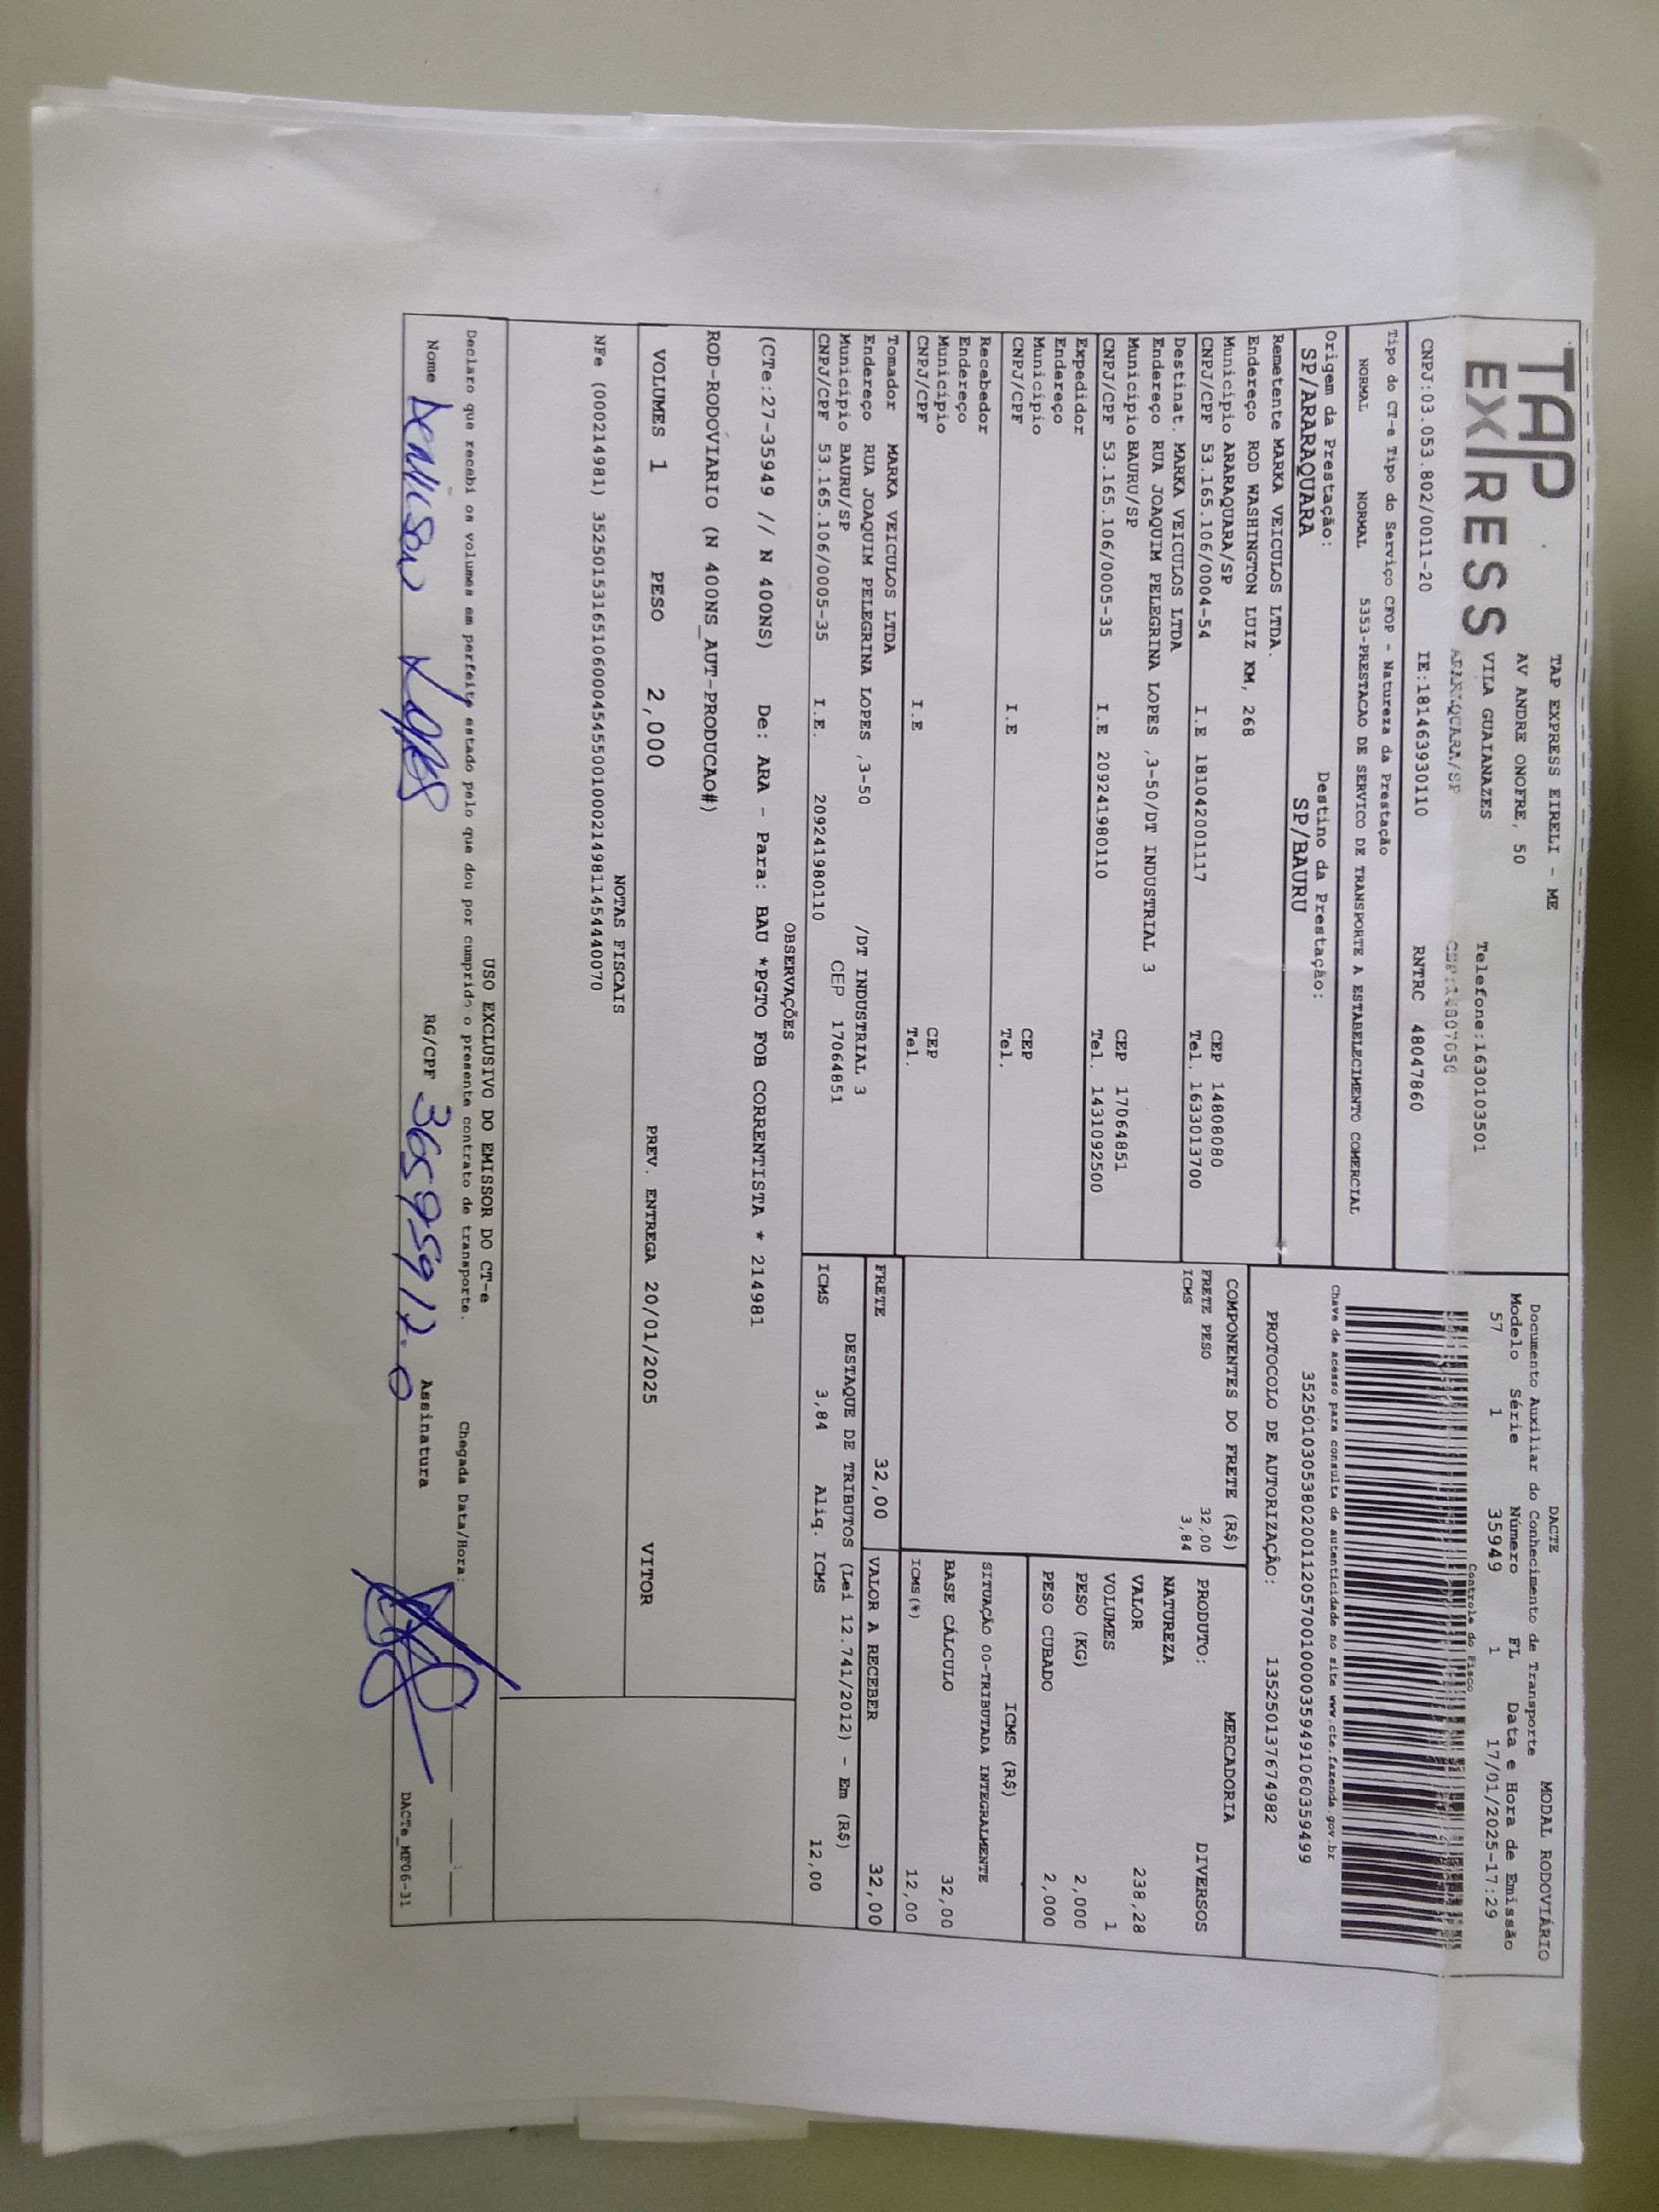 TAP
EXPRESS
TAP EXPRESS EIRELI - ME
AV ANDRE ONOFRE, 50
VILA GUAIANAZES Telefone:1630103501
ARARAQUARA/SP CEP:14807050
CNPJ:03.053.802/0011-20 IE:181463930110 RNTRC 48047860
Tipo do CT-e Tipo do Serviço CFOP - Natureza da Prestação
NORMAL NORMAL 5353-PRESTACAO DE SERVICO DE TRANSPORTE A ESTABELECIMENTO COMERCIAL
Origem da Prestação: Destino da Prestação:
SP/ARARAQUARA SP/BAURU
DACTE MODAL RODOVIÁRIO
Documento Auxiliar do Conhecimento de Transporte
Modelo Série Número FL Data e Hora de Emissão
57 1 35949 1 17/01/2025-17:29
Controle do Fisco
Chave de acesso para consulta de autenticidade no site www.cte.fazenda.gov.br
35250103053802001120570010000359491060359499
PROTOCOLO DE AUTORIZAÇÃO: 135250137674982
Remetente MARKA VEICULOS LTDA.
Endereço ROD WASHINGTON LUIZ KM, 268
Município ARARAQUARA/SP CEP 14808080
CNPJ/CPF 53.165.106/0004-54 I.E 181042001117 Tel. 1633013700
Destinat. MARKA VEICULOS LTDA
Endereço RUA JOAQUIM PELEGRINA LOPES ,3-50/DT INDUSTRIAL 3
Município BAURU/SP CEP 17064851
CNPJ/CPF 53.165.106/0005-35 I.E 209241980110 Tel. 1431092500
Expedidor
Endereço
Município CEP
CNPJ/CPF I.E Tel.
Recebedor
Endereço
Município CEP
CNPJ/CPF I.E Tel.
Tomador MARKA VEICULOS LTDA
Endereço RUA JOAQUIM PELEGRINA LOPES ,3-50 /DT INDUSTRIAL 3
Município BAURU/SP CEP 17064851
CNPJ/CPF 53.165.106/0005-35 I.E. 209241980110
COMPONENTES DO FRETE (R$)
FRETE PESO 32,00
ICMS 3,84
MERCADORIA
PRODUTO: DIVERSOS
NATUREZA
VALOR 238,28
VOLUMES 1
PESO (KG) 2,000
PESO CUBADO 2,000
ICMS (R$)
SITUAÇÃO 00-TRIBUTADA INTEGRALMENTE
BASE CÁLCULO 32,00
ICMS(%) 12,00
FRETE 32,00 VALOR A RECEBER 32,00
DESTAQUE DE TRIBUTOS (Lei 12.741/2012) - Em (R$)
ICMS 3,84 Aliq. ICMS 12,00
OBSERVAÇÕES
(CTe:27-35949 // N 400NS) De: ARA - Para: BAU *PGTO FOB CORRENTISTA * 214981
ROD-RODOVIARIO (N 400NS_AUT-PRODUCAO#)
VOLUMES 1 PESO 2,000 PREV. ENTREGA 20/01/2025 VITOR
NOTAS FISCAIS
NFe (000214981) 35250153165106000454550010002149811454440070
USO EXCLUSIVO DO EMISSOR DO CT-e
Declaro que recebi os volumes em perfeito estado pelo que dou por cumprido o presente contrato de transporte. Chegada Data/Hora:
Nome Denilson Lopes RG/CPF 36595912.0 Assinatura
DACTe_MF06-31